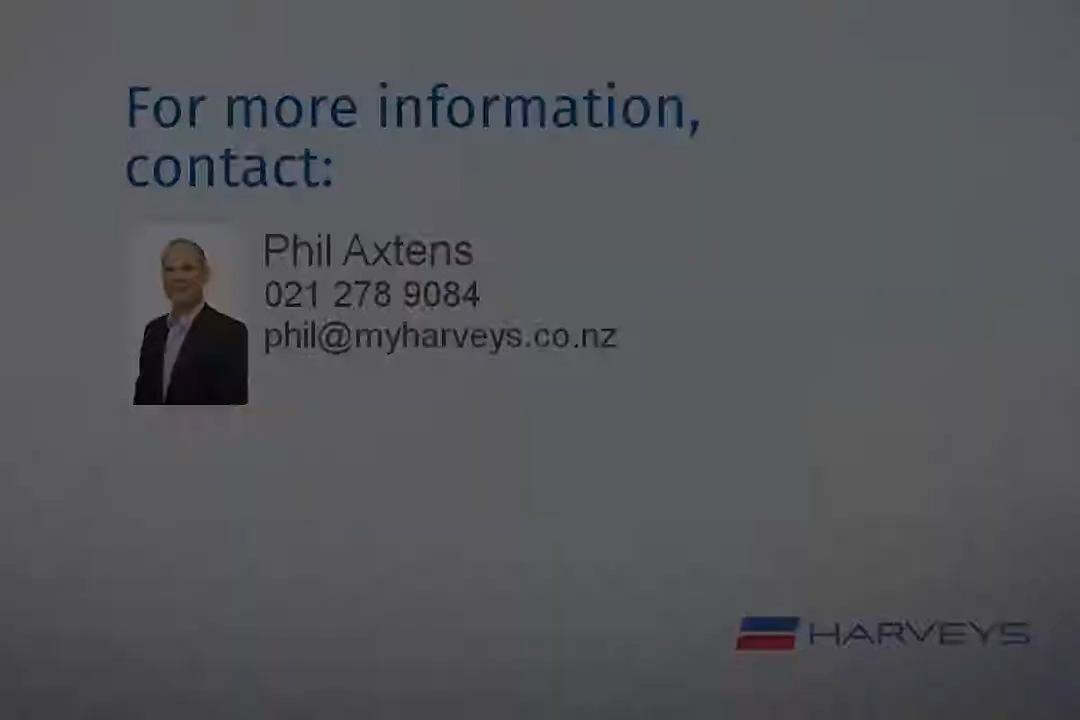 For more information,
contact:
Phil Axtens
021 278 9084
phil@myharveys.co.nz
HARVEYS